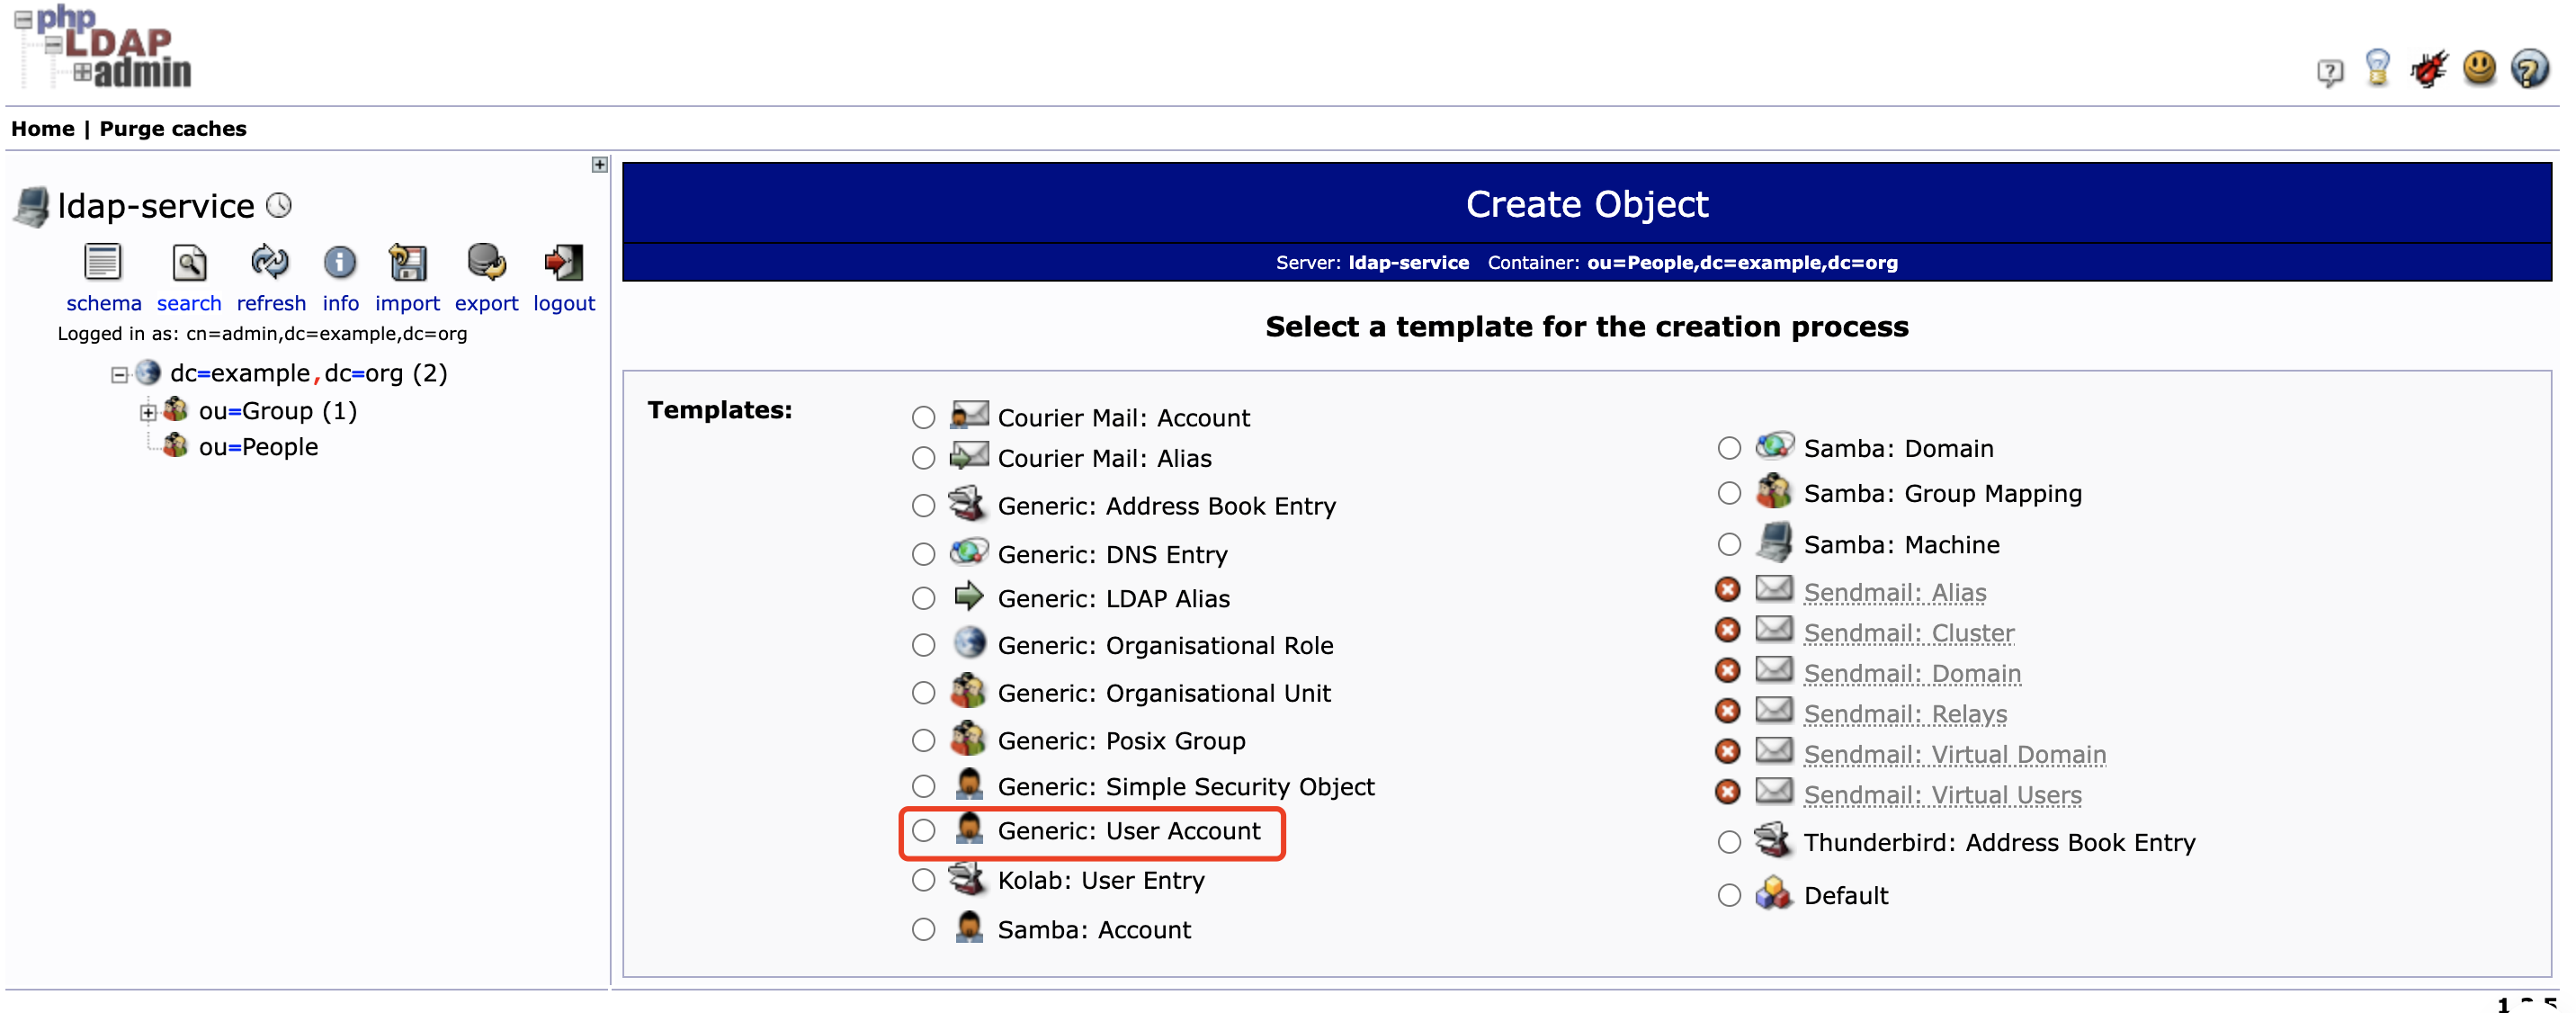 php
LDAP
admin
Home | Purge caches
ldap-service
schema search refresh info import export logout
Logged in as: cn=admin,dc=example,dc=org
dc=example,dc=org (2)
ou=Group (1)
ou=People
Create Object
Server: ldap-service Container: ou=People,dc=example,dc=org
Select a template for the creation process
Templates:
Courier Mail: Account
Courier Mail: Alias
Generic: Address Book Entry
Generic: DNS Entry
Generic: LDAP Alias
Generic: Organisational Role
Generic: Organisational Unit
Generic: Posix Group
Generic: Simple Security Object
Generic: User Account
Kolab: User Entry
Samba: Account
Samba: Domain
Samba: Group Mapping
Samba: Machine
Sendmail: Alias
Sendmail: Cluster
Sendmail: Domain
Sendmail: Relays
Sendmail: Virtual Domain
Sendmail: Virtual Users
Thunderbird: Address Book Entry
Default